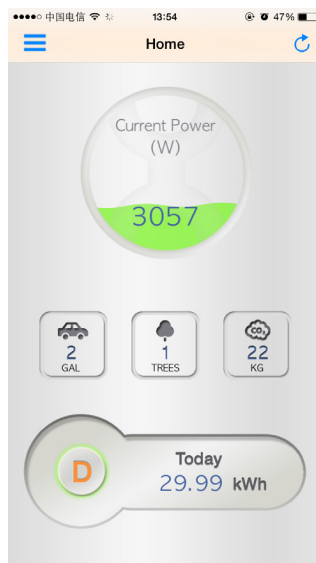 中国电信 13:54 47%
Home
Current Power
(W)
3057
CO₂
2 1 22
GAL TREES KG
D
Today
29.99 kWh